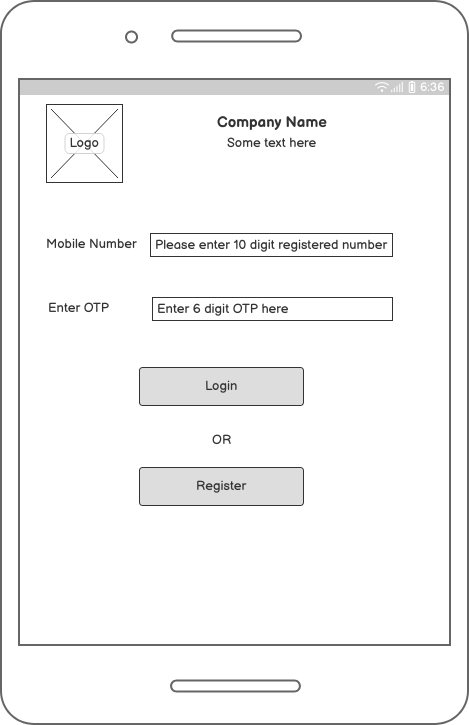 6:36
Logo
Company Name
Some text here
Mobile Number
Please enter 10 digit registered number
Enter OTP
Enter 6 digit OTP here
Login
OR
Register